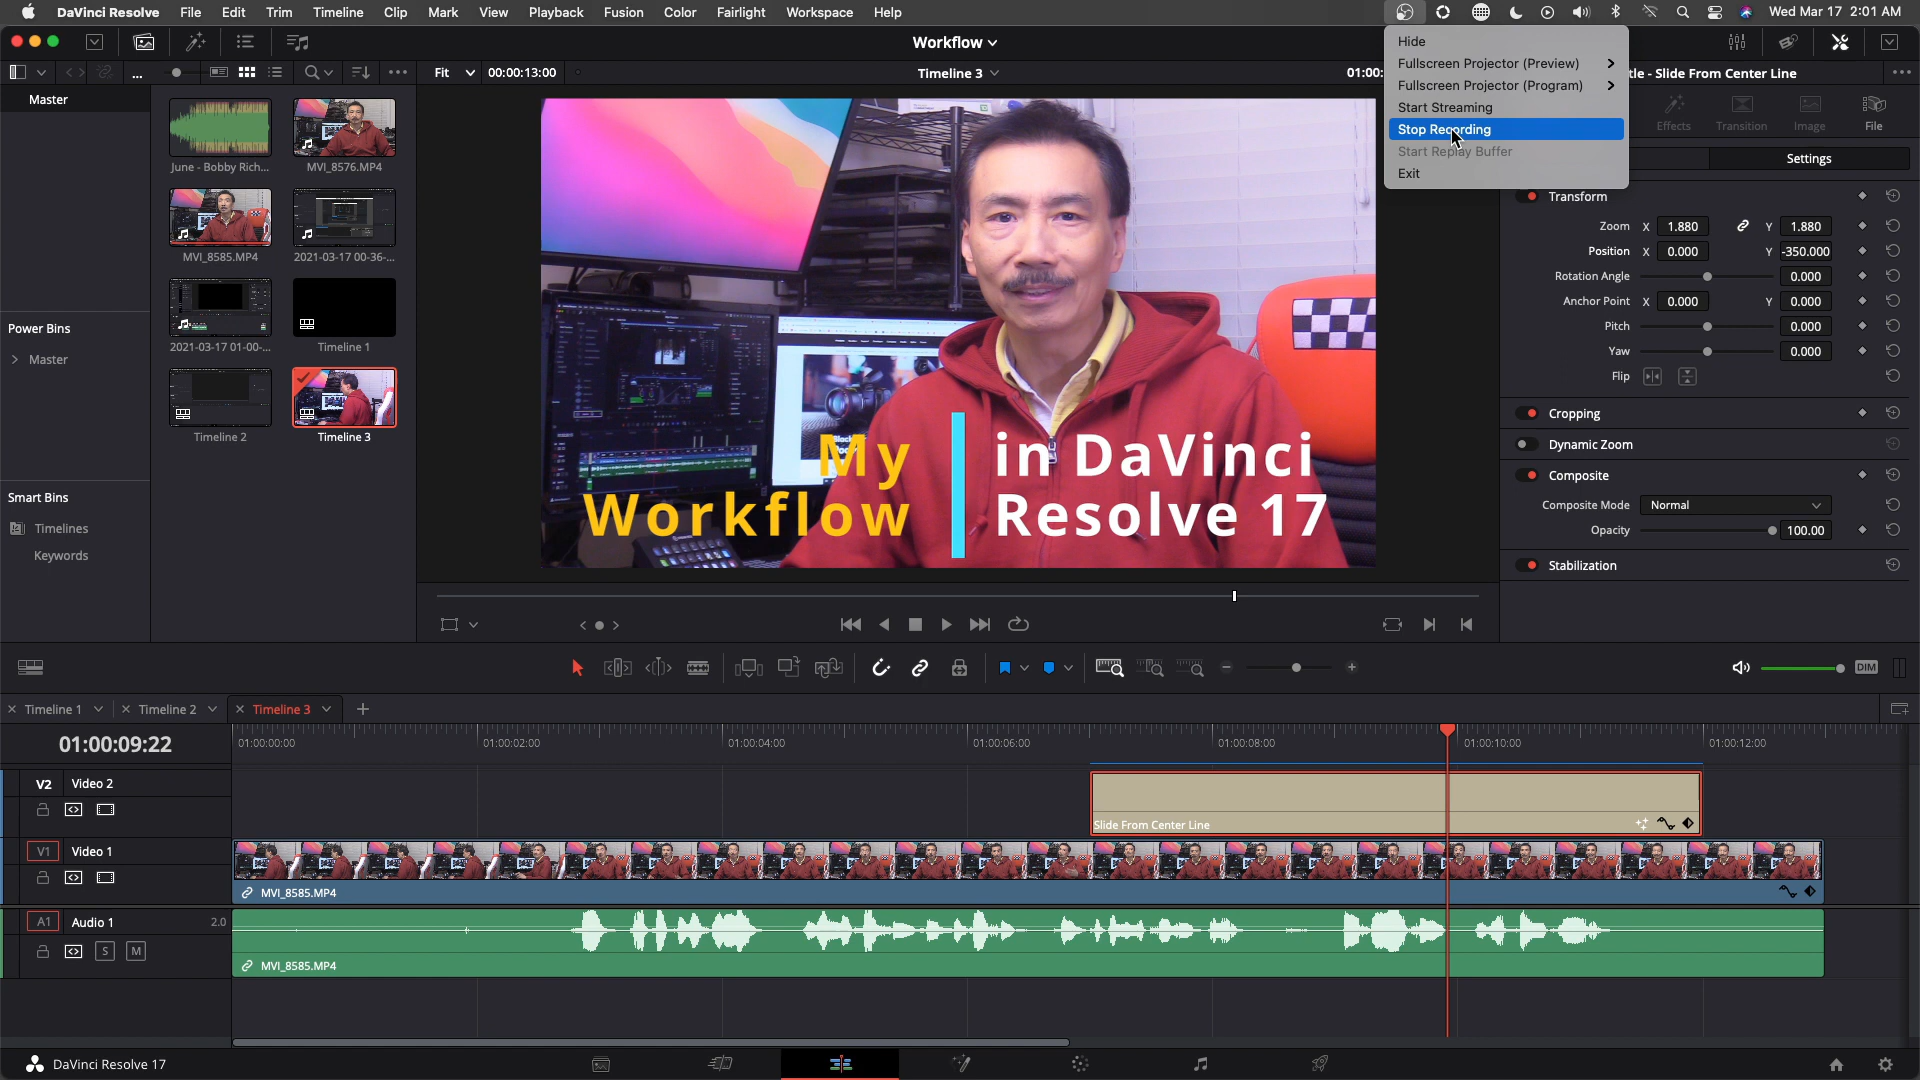 DaVinci Resolve File Edit Trim Timeline Clip Mark View Playback Fusion Color Fairlight Workspace Help Wed Mar 17 2:01 AM
Workflow
Hide
Fullscreen Projector (Preview)
Fullscreen Projector (Program)
Start Streaming
Stop Recording
Start Replay Buffer
Exit
... Fit 00:00:13:00 Timeline 3 01:00: tle - Slide From Center Line
Master
Effects Transition Image File
June - Bobby Rich... MVI_8576.MP4
Settings
MVI_8585.MP4 2021-03-17 00-36-...
2021-03-17 01-00-... Timeline 1
Timeline 2 Timeline 3
Power Bins
Master
Smart Bins
Timelines
Keywords
My
Workflow
in DaVinci
Resolve 17
Transform
Zoom X 1.880 Y 1.880
Position X 0.000 Y -350.000
Rotation Angle 0.000
Anchor Point X 0.000 Y 0.000
Pitch 0.000
Yaw 0.000
Flip
Cropping
Dynamic Zoom
Composite
Composite Mode Normal
Opacity 100.00
Stabilization
DIM
Timeline 1 Timeline 2 Timeline 3
01:00:09:22
01:00:00:00 01:00:02:00 01:00:04:00 01:00:06:00 01:00:08:00 01:00:10:00 01:00:12:00
V2 Video 2
Slide From Center Line
V1 Video 1
MVI_8585.MP4
A1 Audio 1 2.0
S M
MVI_8585.MP4
DaVinci Resolve 17